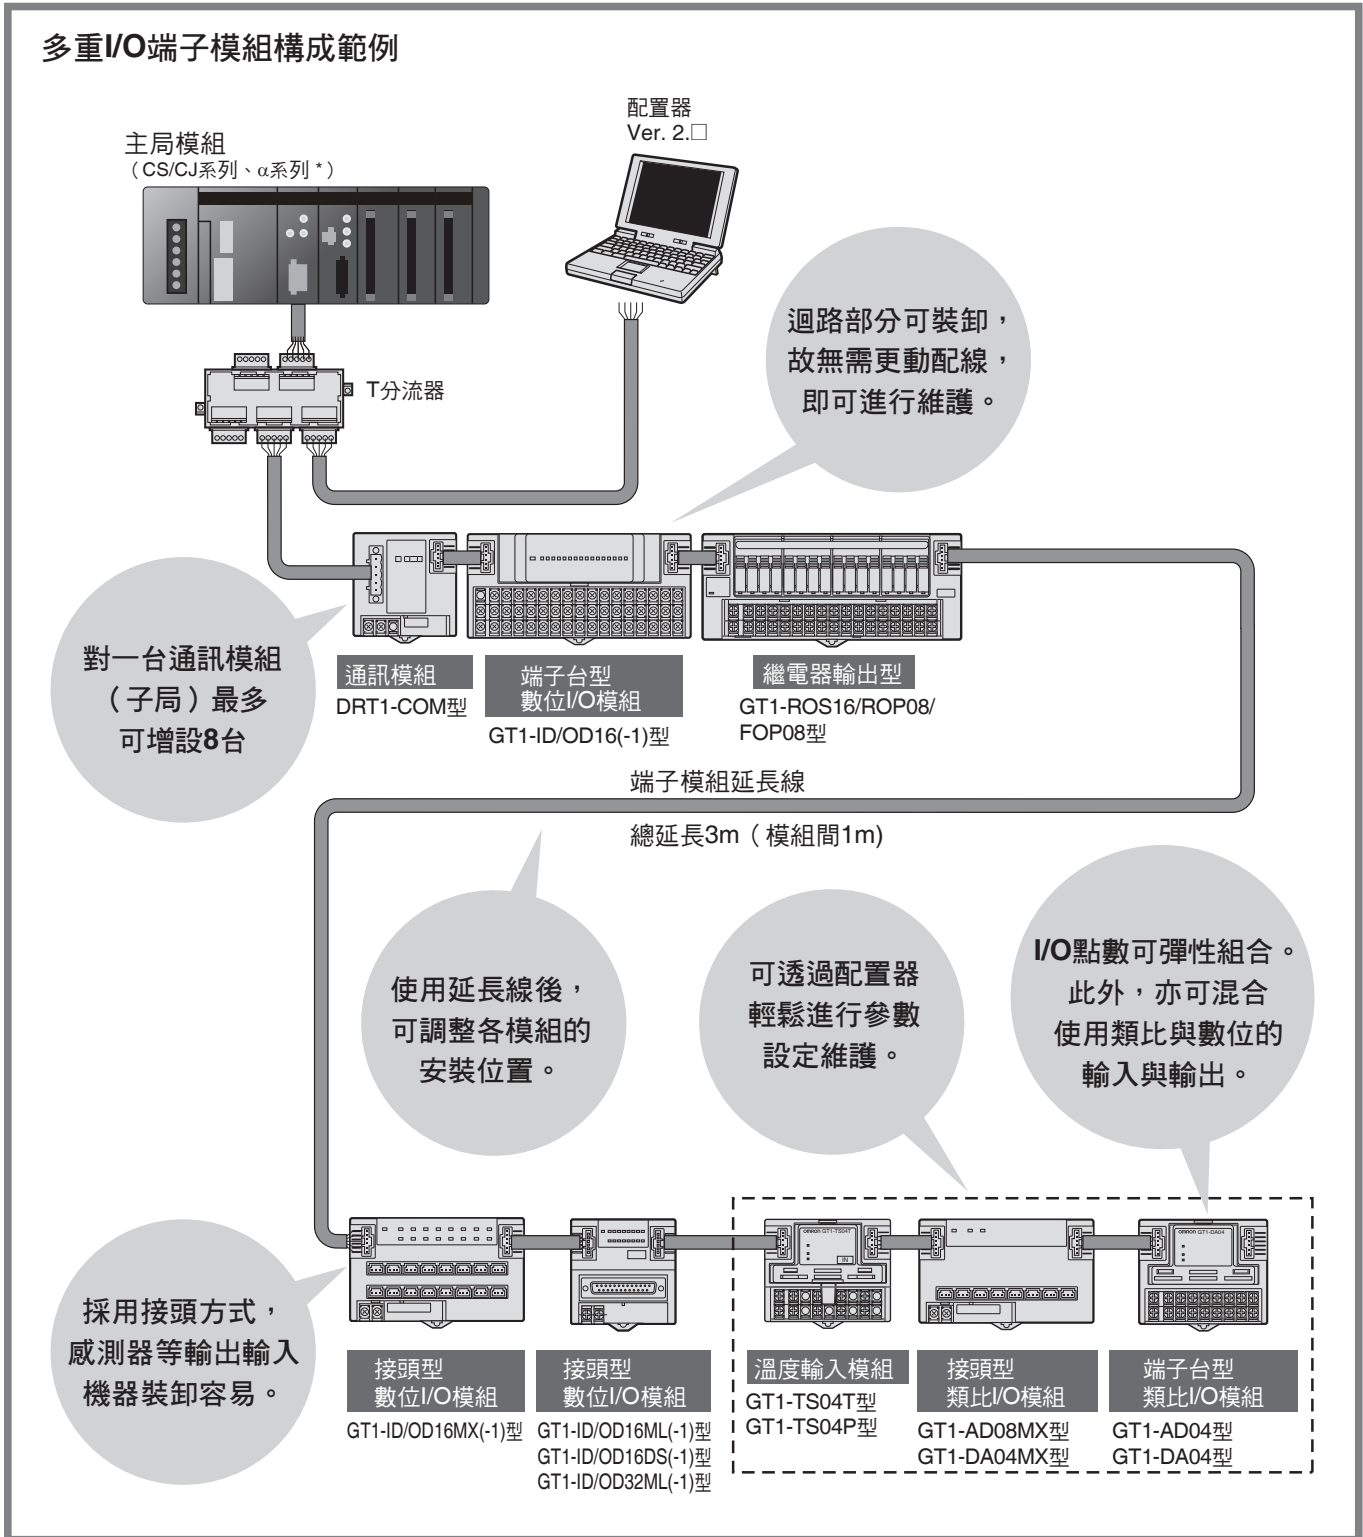 多重I/O端子模組構成範例
配置器
Ver. 2.□
主局模組
（CS/CJ系列、α系列 *）
迴路部分可裝卸，
故無需更動配線，
即可進行維護。
T分流器
對一台通訊模組
（子局）最多
可增設8台
通訊模組
DRT1-COM型
端子台型
數位I/O模組
GT1-ID/OD16(-1)型
繼電器輸出型
GT1-ROS16/ROP08/
FOP08型
端子模組延長線
總延長3m（模組間1m)
使用延長線後，
可調整各模組的
安裝位置。
可透過配置器
輕鬆進行參數
設定維護。
I/O點數可彈性組合。
此外，亦可混合
使用類比與數位的
輸入與輸出。
採用接頭方式，
感測器等輸出輸入
機器裝卸容易。
OMRON GT1-TS04T
IN
OMRON GT1-DA04
接頭型
數位I/O模組
GT1-ID/OD16MX(-1)型
接頭型
數位I/O模組
GT1-ID/OD16ML(-1)型
GT1-ID/OD16DS(-1)型
GT1-ID/OD32ML(-1)型
溫度輸入模組
GT1-TS04T型
GT1-TS04P型
接頭型
類比I/O模組
GT1-AD08MX型
GT1-DA04MX型
端子台型
類比I/O模組
GT1-AD04型
GT1-DA04型